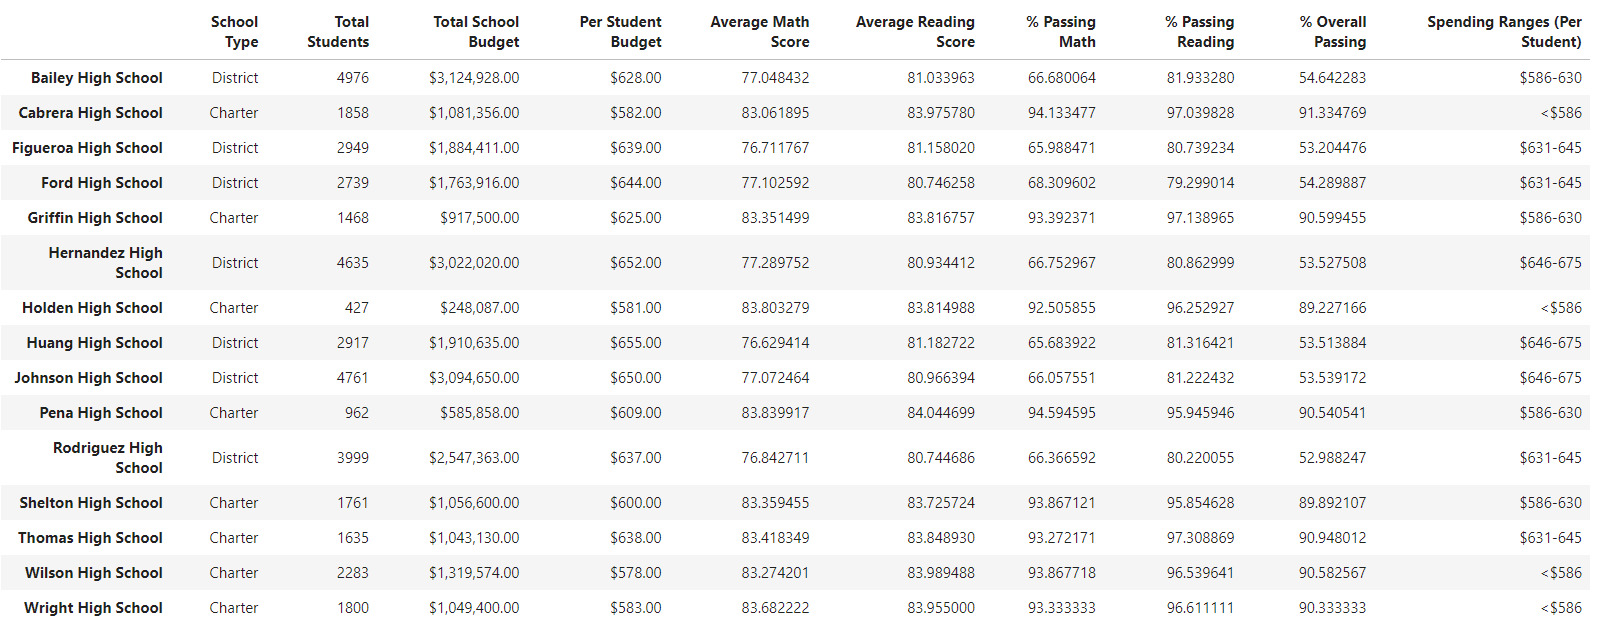 School Type Total Students Total School Budget Per Student Budget Average Math Score Average Reading Score % Passing Math % Passing Reading % Overall Passing Spending Ranges (Per Student)
Bailey High School District 4976 $3,124,928.00 $628.00 77.048432 81.033963 66.680064 81.933280 54.642283 $586-630
Cabrera High School Charter 1858 $1,081,356.00 $582.00 83.061895 83.975780 94.133477 97.039828 91.334769 <$586
Figueroa High School District 2949 $1,884,411.00 $639.00 76.711767 81.158020 65.988471 80.739234 53.204476 $631-645
Ford High School District 2739 $1,763,916.00 $644.00 77.102592 80.746258 68.309602 79.299014 54.289887 $631-645
Griffin High School Charter 1468 $917,500.00 $625.00 83.351499 83.816757 93.392371 97.138965 90.599455 $586-630
Hernandez High School District 4635 $3,022,020.00 $652.00 77.289752 80.934412 66.752967 80.862999 53.527508 $646-675
Holden High School Charter 427 $248,087.00 $581.00 83.803279 83.814988 92.505855 96.252927 89.227166 <$586
Huang High School District 2917 $1,910,635.00 $655.00 76.629414 81.182722 65.683922 81.316421 53.513884 $646-675
Johnson High School District 4761 $3,094,650.00 $650.00 77.072464 80.966394 66.057551 81.222432 53.539172 $646-675
Pena High School Charter 962 $585,858.00 $609.00 83.839917 84.044699 94.594595 95.945946 90.540541 $586-630
Rodriguez High School District 3999 $2,547,363.00 $637.00 76.842711 80.744686 66.366592 80.220055 52.988247 $631-645
Shelton High School Charter 1761 $1,056,600.00 $600.00 83.359455 83.725724 93.867121 95.854628 89.892107 $586-630
Thomas High School Charter 1635 $1,043,130.00 $638.00 83.418349 83.848930 93.272171 97.308869 90.948012 $631-645
Wilson High School Charter 2283 $1,319,574.00 $578.00 83.274201 83.989488 93.867718 96.539641 90.582567 <$586
Wright High School Charter 1800 $1,049,400.00 $583.00 83.682222 83.955000 93.333333 96.611111 90.333333 <$586